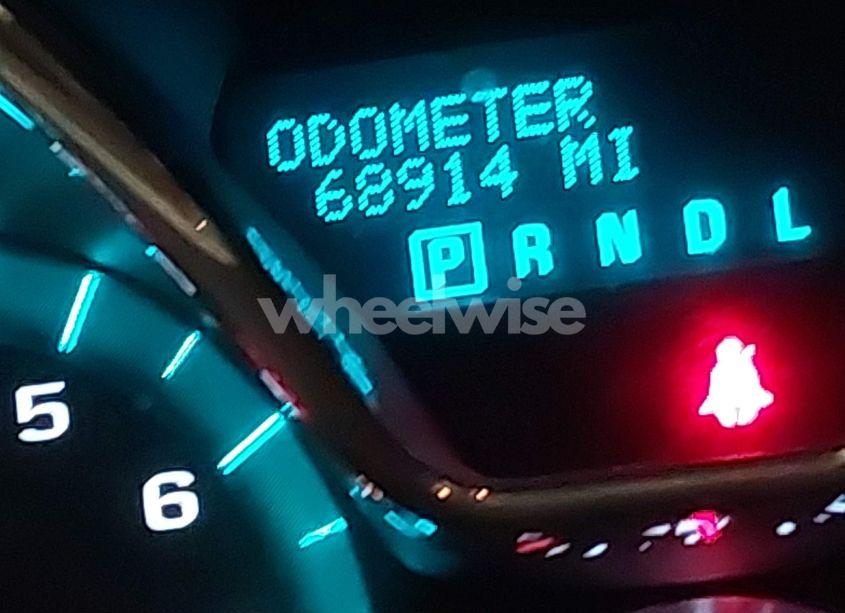 ODOMETER
68914 MI
P R N D L
wheelwise
5
6